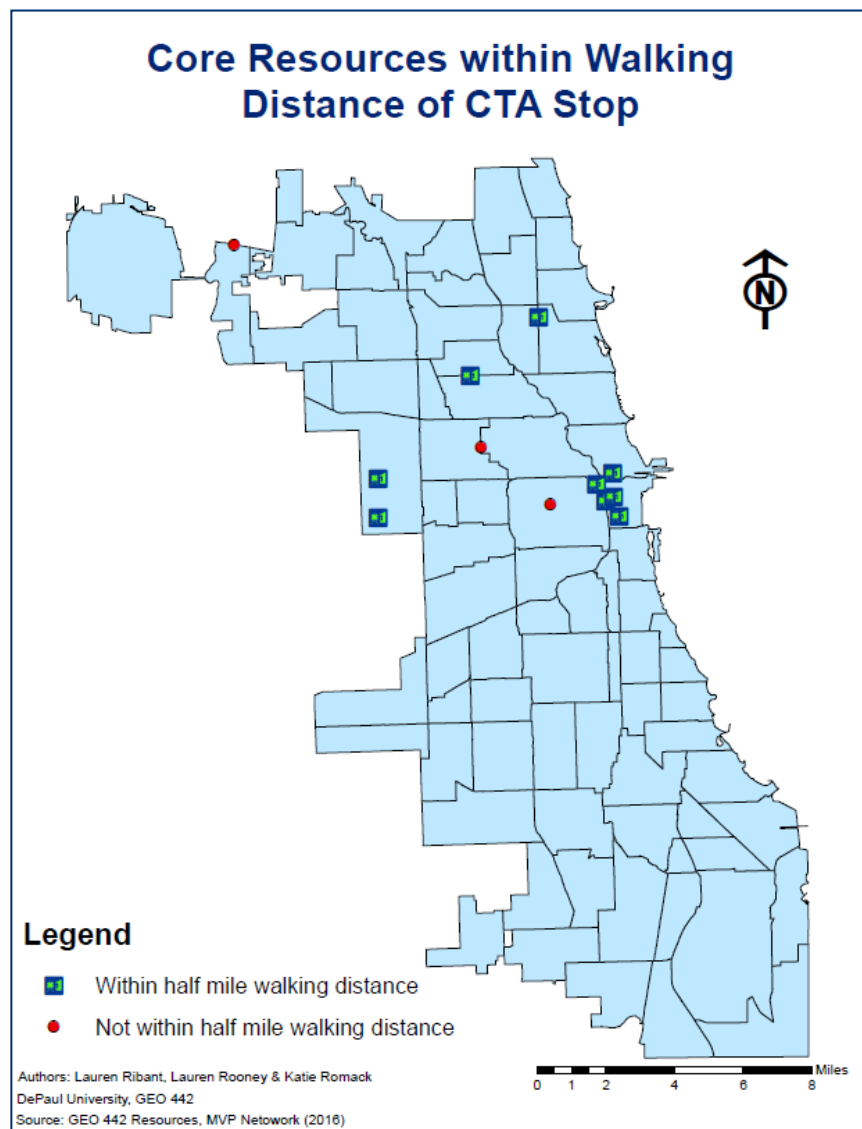 Core Resources within Walking
Distance of CTA Stop
N
Legend
Within half mile walking distance
Not within half mile walking distance
Authors: Lauren Ribant, Lauren Rooney & Katie Romack
DePaul University, GEO 442
Source: GEO 442 Resources, MVP Netowork (2016)
Miles
0 1 2 4 6 8